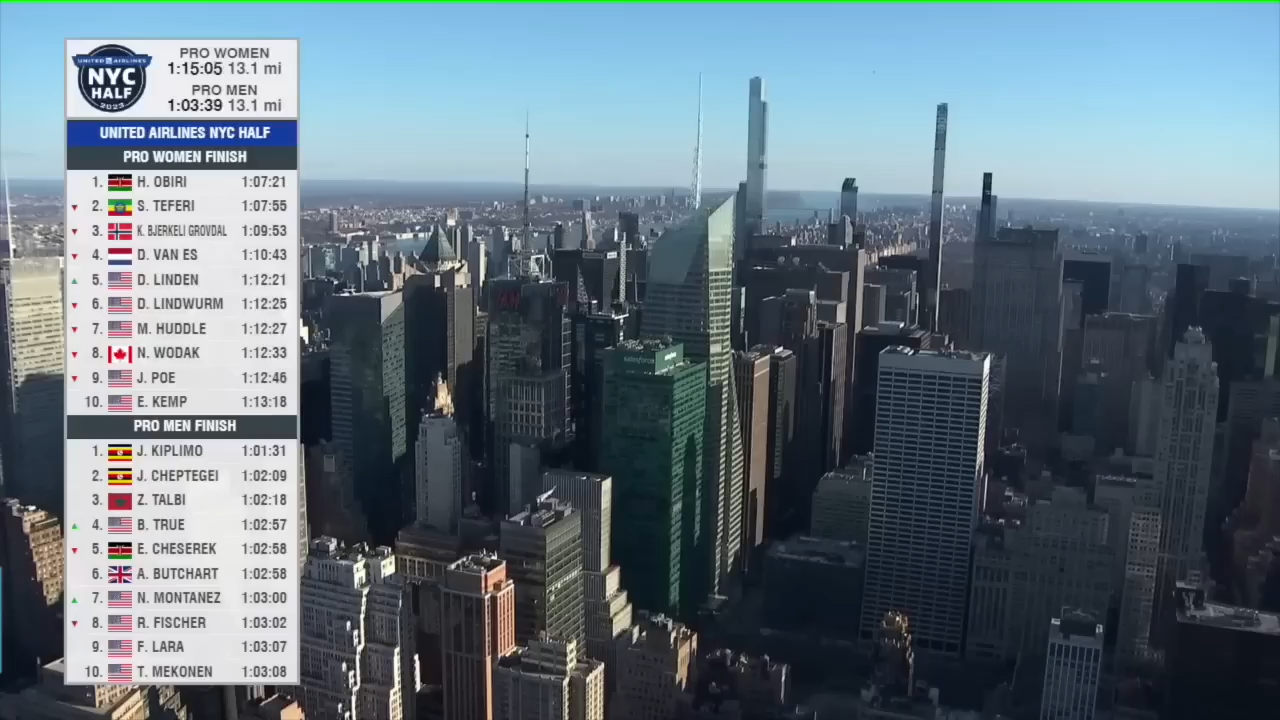 UNITED AIRLINES
NYC
HALF
2023
PRO WOMEN
1:15:05 13.1 mi
PRO MEN
1:03:39 13.1 mi
UNITED AIRLINES NYC HALF
PRO WOMEN FINISH
1. H. OBIRI 1:07:21
2. S. TEFERI 1:07:55
3. K. BJERKELI GROVDAL 1:09:53
4. D. VAN ES 1:10:43
5. D. LINDEN 1:12:21
6. D. LINDWURM 1:12:25
7. M. HUDDLE 1:12:27
8. N. WODAK 1:12:33
9. J. POE 1:12:46
10. E. KEMP 1:13:18
PRO MEN FINISH
1. J. KIPLIMO 1:01:31
2. J. CHEPTEGEI 1:02:09
3. Z. TALBI 1:02:18
4. B. TRUE 1:02:57
5. E. CHESEREK 1:02:58
6. A. BUTCHART 1:02:58
7. N. MONTANEZ 1:03:00
8. R. FISCHER 1:03:02
9. F. LARA 1:03:07
10. T. MEKONEN 1:03:08
salesforce